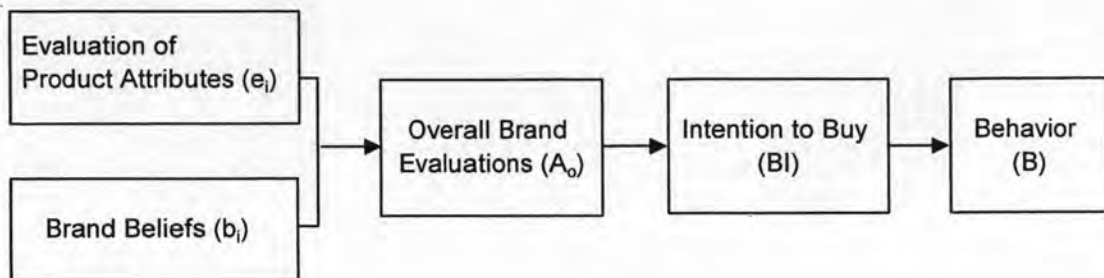 Evaluation of
Product Attributes (eᵢ)
Brand Beliefs (bᵢ)
Overall Brand
Evaluations (Aₒ)
Intention to Buy
(BI)
Behavior
(B)